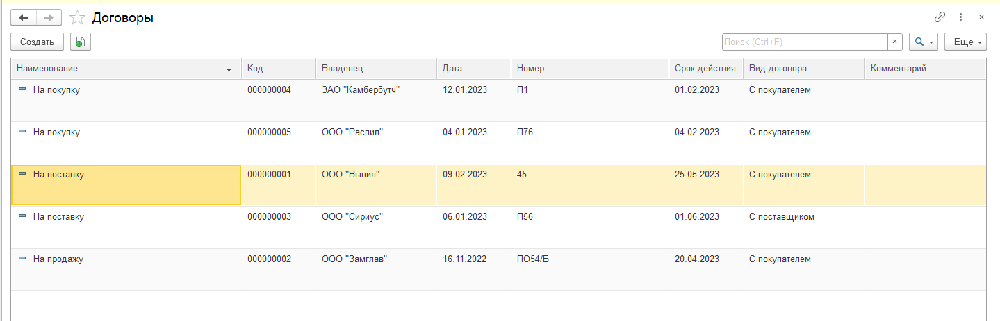 Договоры
Создать Поиск (Ctrl+F) × Еще
Наименование ↓ Код Владелец Дата Номер Срок действия Вид договора Комментарий
На покупку 000000004 ЗАО "Камбербутч" 12.01.2023 П1 01.02.2023 С покупателем
На покупку 000000005 ООО "Распил" 04.01.2023 П76 04.02.2023 С покупателем
На поставку 000000001 ООО "Выпил" 09.02.2023 45 25.05.2023 С покупателем
На поставку 000000003 ООО "Сириус" 06.01.2023 П56 01.06.2023 С поставщиком
На продажу 000000002 ООО "Замглав" 16.11.2022 ПО54/Б 20.04.2023 С покупателем